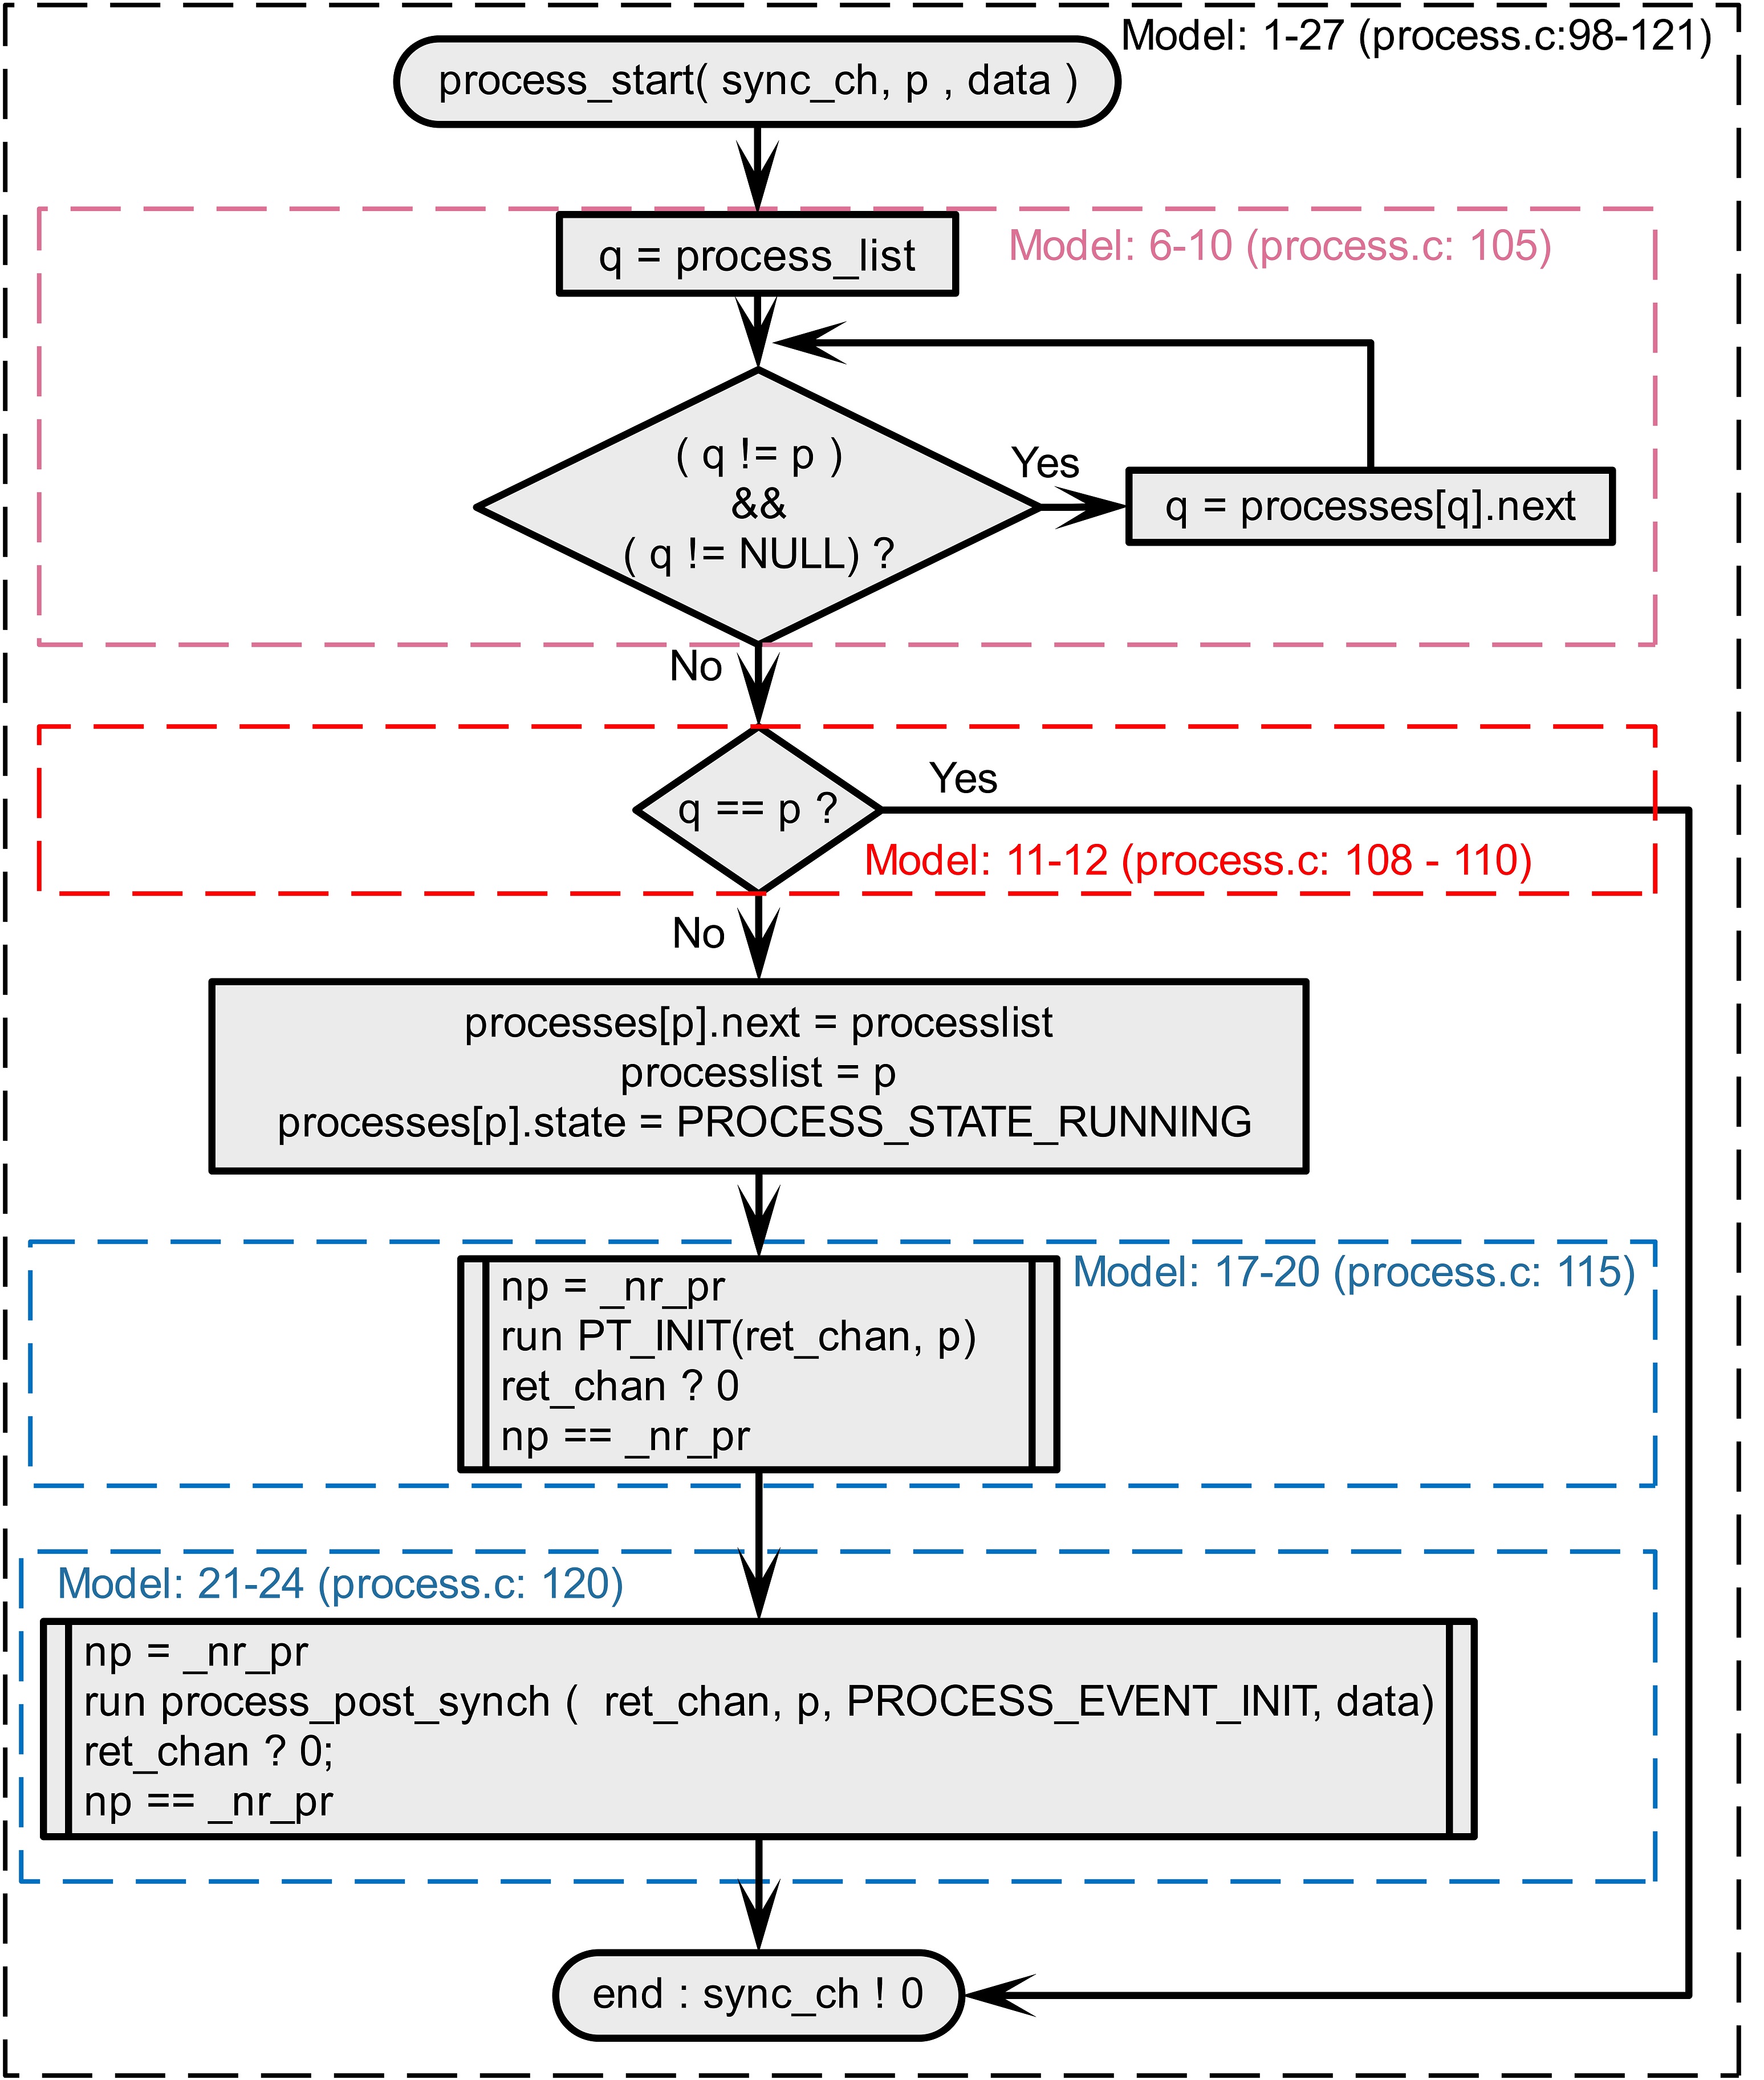 Model: 1-27 (process.c:98-121)
process_start( sync_ch, p , data )
q = process_list
Model: 6-10 (process.c: 105)
( q != p )
&&
( q != NULL) ?
Yes
q = processes[q].next
No
q == p ?
Yes
Model: 11-12 (process.c: 108 - 110)
No
processes[p].next = processlist
processlist = p
processes[p].state = PROCESS_STATE_RUNNING
Model: 17-20 (process.c: 115)
np = _nr_pr
run PT_INIT(ret_chan, p)
ret_chan ? 0
np == _nr_pr
Model: 21-24 (process.c: 120)
np = _nr_pr
run process_post_synch (  ret_chan, p, PROCESS_EVENT_INIT, data)
ret_chan ? 0;
np == _nr_pr
end : sync_ch ! 0